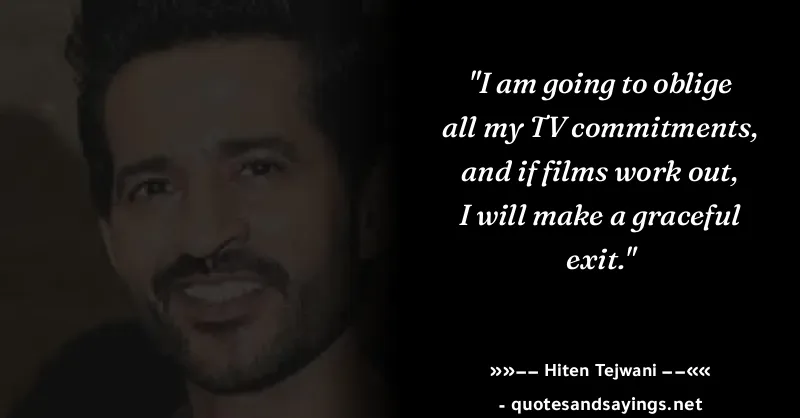 "I am going to oblige
all my TV commitments,
and if films work out,
I will make a graceful
exit."
»»−− Hiten Tejwani −−««
- quotesandsayings.net